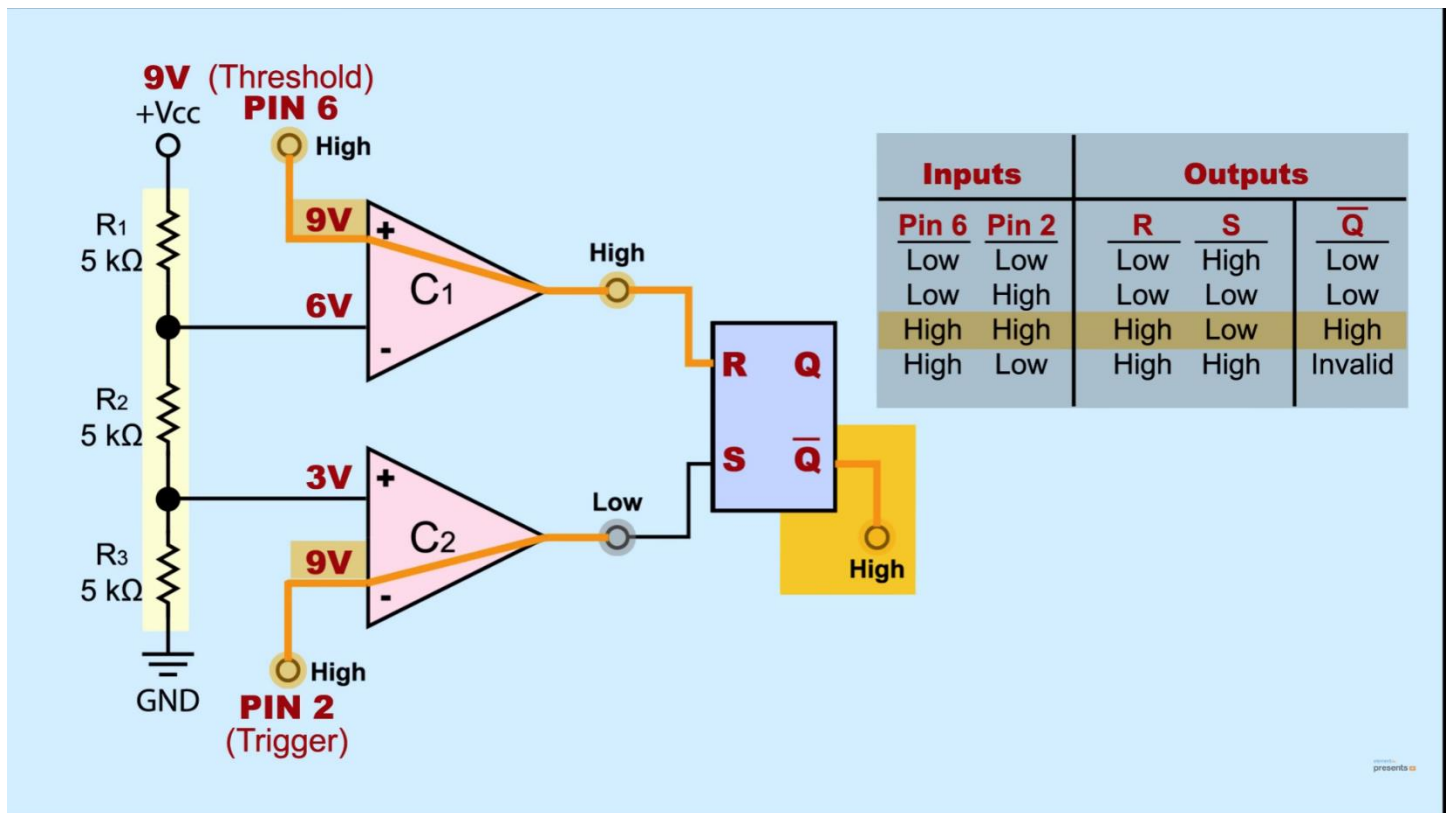 9V (Threshold)
+Vcc PIN 6
High
R1
5 kΩ
9V
+
C1
6V
-
High
R2
5 kΩ
3V
+
C2
9V
-
Low
R3
5 kΩ
High
GND
PIN 2
(Trigger)
R Q
S Q̅
High
Inputs Outputs
Pin 6 Pin 2 R S Q̅
Low Low Low High Low
Low High Low Low Low
High High High Low High
High Low High High Invalid
presents